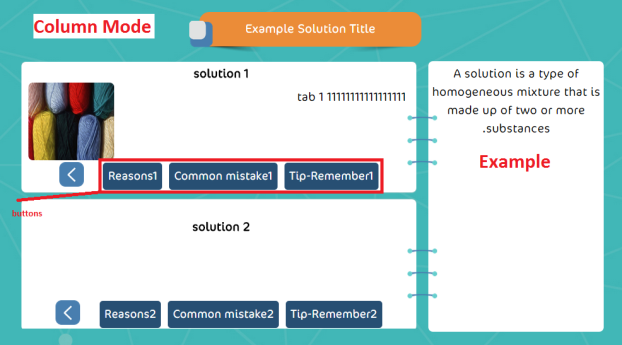 Column Mode
Example Solution Title
solution 1
tab 1 11111111111111111
Reasons1
Common mistake1
Tip-Remember1
buttons
solution 2
Reasons2
Common mistake2
Tip-Remember2
A solution is a type of
homogeneous mixture that is
made up of two or more
.substances
Example